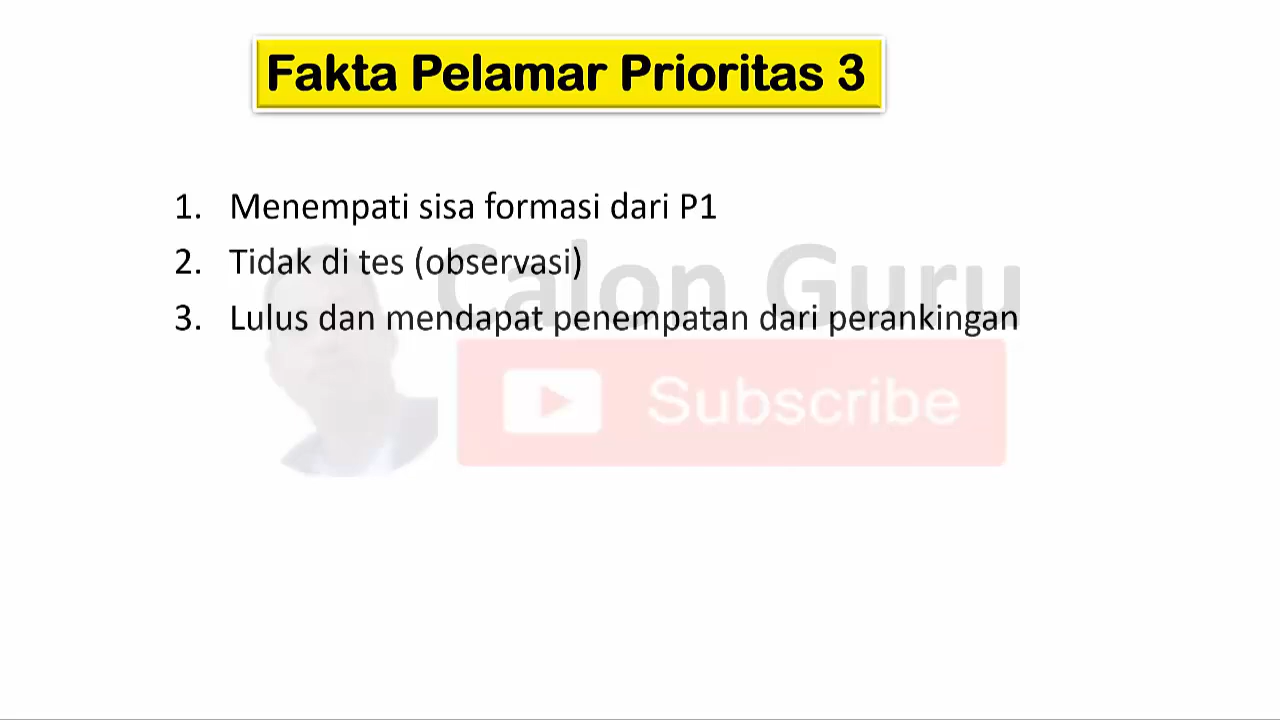 Fakta Pelamar Prioritas 3
1. Menempati sisa formasi dari P1
2. Tidak di tes (observasi)
3. Lulus dan mendapat penempatan dari perankingan
Calon Guru
Subscribe